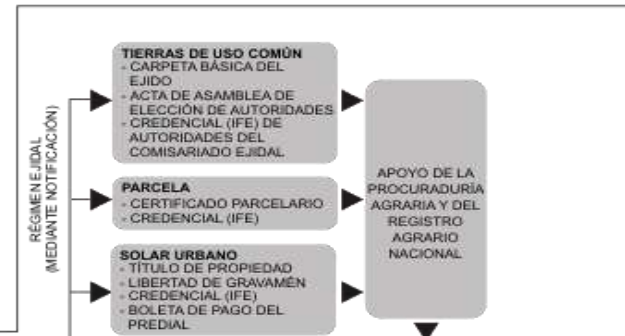 RÉGIMEN EJIDAL
(MEDIANTE NOTIFICACIÓN)
TIERRAS DE USO COMÚN
- CARPETA BÁSICA DEL
EJIDO
- ACTA DE ASAMBLEA DE
ELECCIÓN DE AUTORIDADES
- CREDENCIAL (IFE) DE
AUTORIDADES DEL
COMISARIADO EJIDAL
PARCELA
- CERTIFICADO PARCELARIO
- CREDENCIAL (IFE)
SOLAR URBANO
- TÍTULO DE PROPIEDAD
- LIBERTAD DE GRAVAMÉN
- CREDENCIAL (IFE)
- BOLETA DE PAGO DEL
PREDIAL
APOYO DE LA
PROCURADURÍA
AGRARIA Y DEL
REGISTRO
AGRARIO
NACIONAL